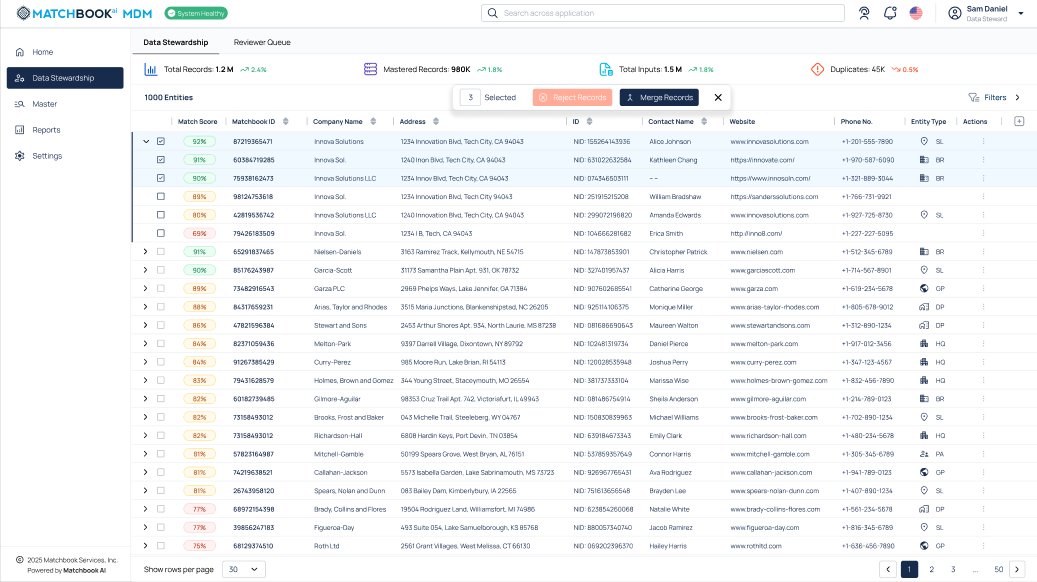 MATCHBOOK ai MDM System Healthy Search across application Sam Daniel
Data Steward
Home
Data Stewardship
Master
Reports
Settings
Data Stewardship Reviewer Queue
Total Records: 1.2 M 2.4% Mastered Records: 980K 1.8% Total Inputs: 1.5 M 1.8% Duplicates: 45K 0.5%
1000 Entities 3 Selected Reject Records Merge Records Filters
Match Score Matchbook ID Company Name Address ID Contact Name Website Phone No. Entity Type Actions
92% 87219365471 Innova Solutions 1234 Innovation Blvd, Tech City, CA 94043 NID: 155264143936 Alice Johnson www.innovasolutions.com +1-201-555-7890 SL
91% 60384719285 Innova Sol. 1240 Inon Blvd, Tech City, CA 94043 NID: 631022632584 Kathleen Chang https://innovate.com/ +1-970-587-6090 BR
90% 75938162473 Innova Solutions LLC 1234 Innov Blvd, Tech City, CA 94043 NID: 074346503111 -- https://www.innosoln.com/ +1-321-889-3044 BR
89% 98124753618 Innova Sol. 1234 Innovation Blvd, Tech City 94043 NID: 251915215208 William Bradshaw https://sanderssolutions.com +1-766-731-9921
80% 42819536742 Innova Solutions LLC 1240 Innovation Blvd, Tech City, CA 94043 NID: 299072196820 Amanda Edwards www.innovasolutions.com +1-927-725-8730 SL
69% 79426183509 Innova Sol. 1234 I B, Tech, CA 94043 NID: 104666281682 Erica Smith http://inno8.com/ +1-227-227-5095
91% 65291837465 Nielsen-Daniels 3163 Ramirez Track, Kellymouth, NE 54715 NID: 147873853901 Christopher Patrick www.nielsen.com +1-512-345-6789 BR
90% 85176243987 Garcia-Scott 31173 Samantha Plain Apt. 931, OK 78732 NID: 327401957437 Alicia Harris www.garciascott.com +1-714-567-8901 SL
89% 73482916543 Garza PLC 2969 Phelps Ways, Lake Jennifer, GA 71384 NID: 907602685541 Catherine George www.garza.com +1-619-234-5678 GP
88% 84317659231 Arias, Taylor and Rhodes 3515 Maria Junctions, Blankenshipstad, NC 26205 NID: 925114106375 Monique Miller www.arias-taylor-rhodes.com +1-805-678-9012 DP
86% 47821596384 Stewart and Sons 2453 Arthur Shores Apt. 934, North Laurie, MS 87238 NID: 081686690643 Maureen Walton www.stewartandsons.com +1-312-890-1234 DP
84% 82371059436 Melton-Park 9397 Darrell Village, Dixontown, NY 89792 NID: 102481319734 Daniel Pierce www.melton-park.com +1-917-012-3456 HQ
84% 91267385429 Curry-Perez 985 Moore Run, Lake Brian, RI 54113 NID: 120028535948 Joshua Perry www.curry-perez.com +1-347-123-4567 HQ
83% 79431628579 Holmes, Brown and Gomez 344 Young Street, Staceymouth, MO 26554 NID: 381737333104 Marissa Wise www.holmes-brown-gomez.com +1-832-456-7890 HQ
82% 60182739485 Gilmore-Aguilar 98353 Cruz Trail Apt. 742, Victoriafurt, IL 49943 NID: 081486754914 Sheila Anderson www.gilmore-aguilar.com +1-214-789-0123 BR
82% 73158493012 Brooks, Frost and Baker 043 Michelle Trail, Steeleberg, WY 04767 NID: 150830839963 Michael Williams www.brooks-frost-baker.com +1-702-890-1234 SL
82% 73158493012 Richardson-Hall 6808 Hardin Keys, Port Devin, TN 03854 NID: 639184673343 Emily Clark www.richardson-hall.com +1-480-234-5678 HQ
81% 57823164987 Mitchell-Gamble 50199 Spears Grove, West Bryan, AL 76151 NID: 537859357649 Connor Harris www.mitchell-gamble.com +1-305-345-6789 PA
81% 74219638521 Callahan-Jackson 5573 Isabella Garden, Lake Sabrinamouth, MS 73723 NID: 926967765431 Ava Rodriguez www.callahan-jackson.com +1-941-789-0123 GP
81% 26743958120 Spears, Nolan and Dunn 083 Bailey Dam, Kimberlybury, IA 22565 NID: 751613656548 Brayden Lee www.spears-nolan-dunn.com +1-407-890-1234 SL
77% 68972154398 Brady, Collins and Flores 19504 Rodriguez Land, Williamsfort, MI 74986 NID: 623854260068 Natalie White www.brady-collins-flores.com +1-561-234-5678 DP
77% 39856247183 Figueroa-Day 493 Suite 054, Lake Samuelborough, KS 85768 NID: 880057340740 Jacob Ramirez www.figueroa-day.com +1-816-345-6789 SL
75% 68129374510 Roth Ltd 2561 Grant Villages, West Melissa, CT 66130 NID: 069202396370 Hailey Harris www.rothltd.com +1-636-456-7890 GP
© 2025 Matchbook Services, Inc.
Powered by Matchbook AI
Show rows per page 30 1 2 3 ... 50